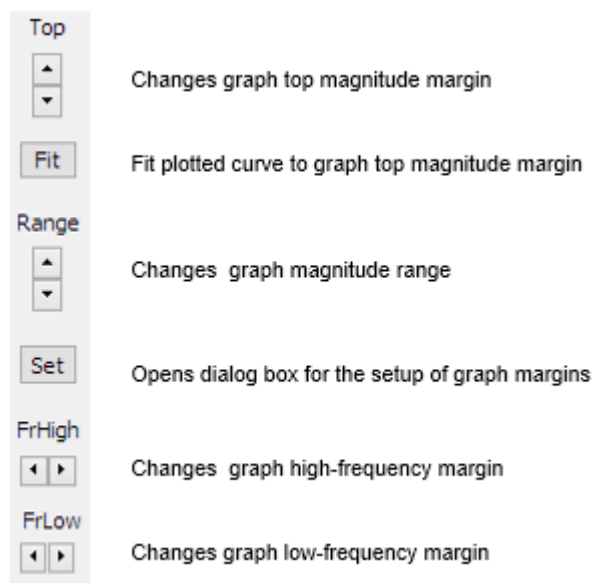 Top
Changes graph top magnitude margin
Fit Fit plotted curve to graph top magnitude margin
Range
Changes graph magnitude range
Set Opens dialog box for the setup of graph margins
FrHigh
Changes graph high-frequency margin
FrLow
Changes graph low-frequency margin